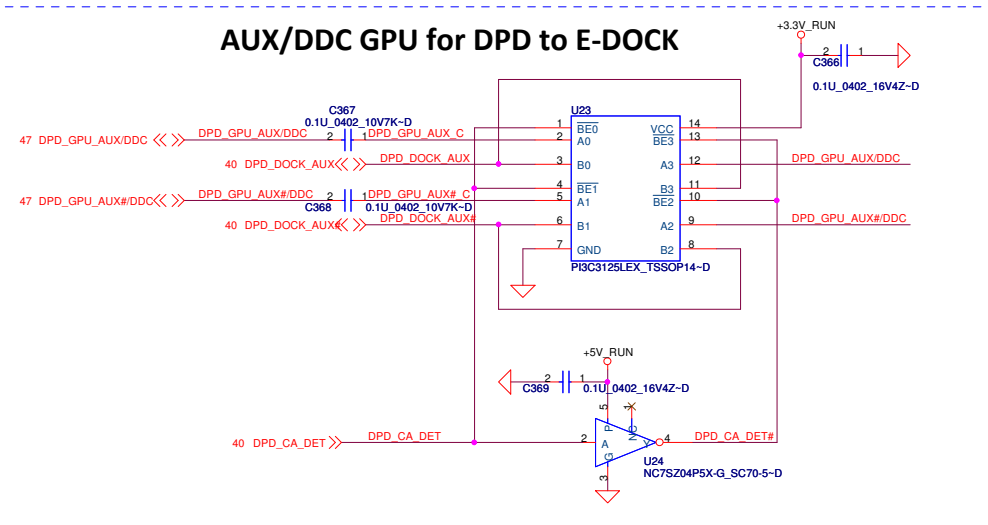 AUX/DDC GPU for DPD to E-DOCK
+3.3V_RUN
2 1
C366
0.1U_0402_16V4Z~D
C367
0.1U_0402_10V7K~D
U23
47 DPD_GPU_AUX/DDC DPD_GPU_AUX/DDC 2 1 DPD_GPU_AUX_C
40 DPD_DOCK_AUX DPD_DOCK_AUX
47 DPD_GPU_AUX#/DDC DPD_GPU_AUX#/DDC 2 1 DPD_GPU_AUX#_C
C368 0.1U_0402_10V7K~D
40 DPD_DOCK_AUX# DPD_DOCK_AUX#
1 BE0 VCC 14
2 A0 BE3 13
3 B0 A3 12 DPD_GPU_AUX/DDC
4 BE1 B3 11
5 A1 BE2 10
6 B1 A2 9 DPD_GPU_AUX#/DDC
7 GND B2 8
PI3C3125LEX_TSSOP14~D
+5V_RUN
2 1
C369 0.1U_0402_16V4Z~D
5 1
P NC
40 DPD_CA_DET DPD_CA_DET 2 A Y 4 DPD_CA_DET#
G
3
U24
NC7SZ04P5X-G_SC70-5~D